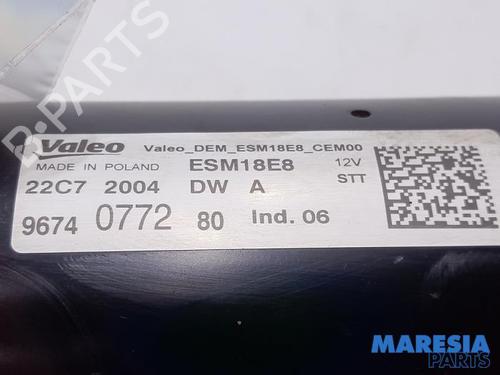 B-PARTS
Valeo
Valeo_DEM_ESM18E8_CEM00
MADE IN POLAND ESM18E8 12V
22C7 2004 DW A STT
9674 0772 80 Ind. 06
MARESIA
PARTS